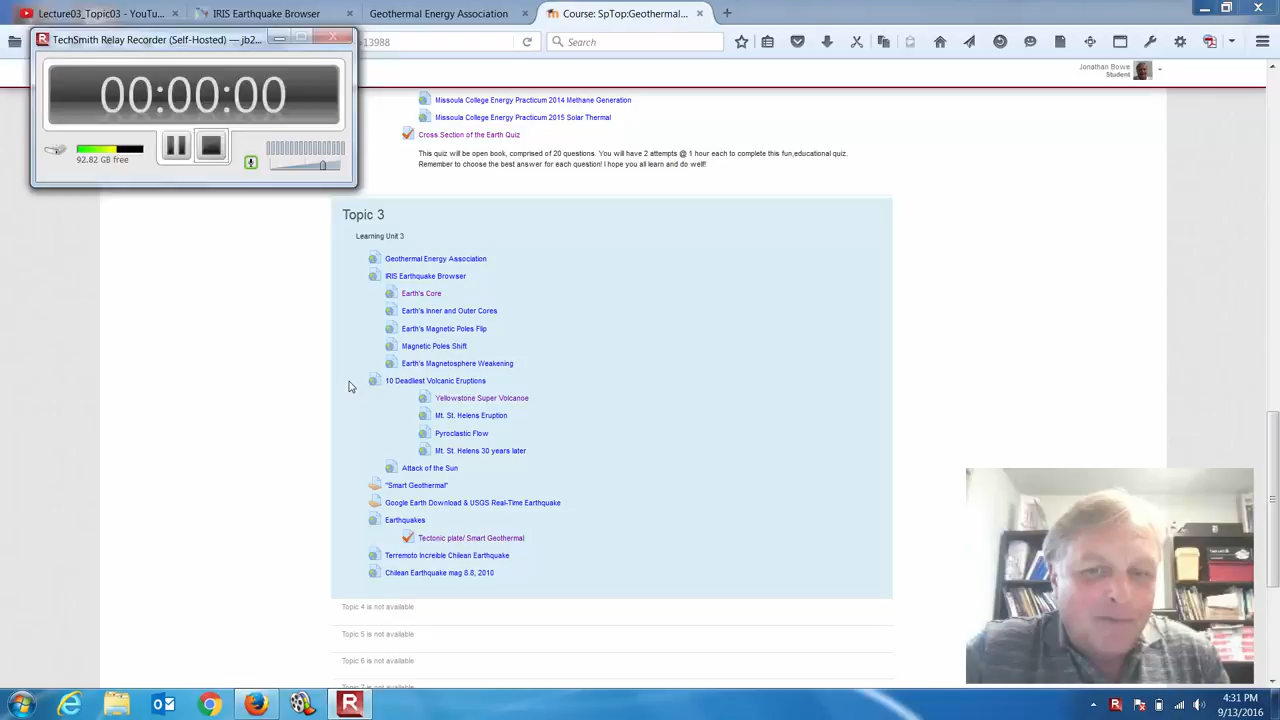 Lecture03_Topic03 - YouTube
IRIS Earthquake Browser
Geothermal Energy Association
Course: Spt.:Geothermal
TechSmith Relay Recorder (Self-Hosted) — jb2...
13988
Search
Jonathan Bowe
Student
00:00:00
92.82 GB free
Missoula College Energy Practicum 2014 Methane Generation
Missoula College Energy Practicum 2015 Solar Thermal
Cross Section of the Earth Quiz
This quiz will be open book, comprised of 20 questions. You will have 2 attempts @ 1 hour each to complete this fun,educational quiz.
Remember to choose the best answer for each question! I hope you all learn and do well!
Topic 3
Learning Unit 3
Geothermal Energy Association
IRIS Earthquake Browser
Earth's Core
Earth's Inner and Outer Cores
Earth's Magnetic Poles Flip
Magnetic Poles Shift
Earth's Magnetosphere Weakening
10 Deadliest Volcanic Eruptions
Yellowstone Super Volcanoe
Mt. St. Helens Eruption
Pyroclastic Flow
Mt. St. Helens 30 years later
Attack of the Sun
"Smart Geothermal"
Google Earth Download & USGS Real-Time Earthquake
Earthquakes
Tectonic plate/ Smart Geothermal
Terremoto Increible Chilean Earthquake
Chilean Earthquake mag 8.8, 2010
Topic 4 is not available
Topic 5 is not available
Topic 6 is not available
4:31 PM
9/13/2016